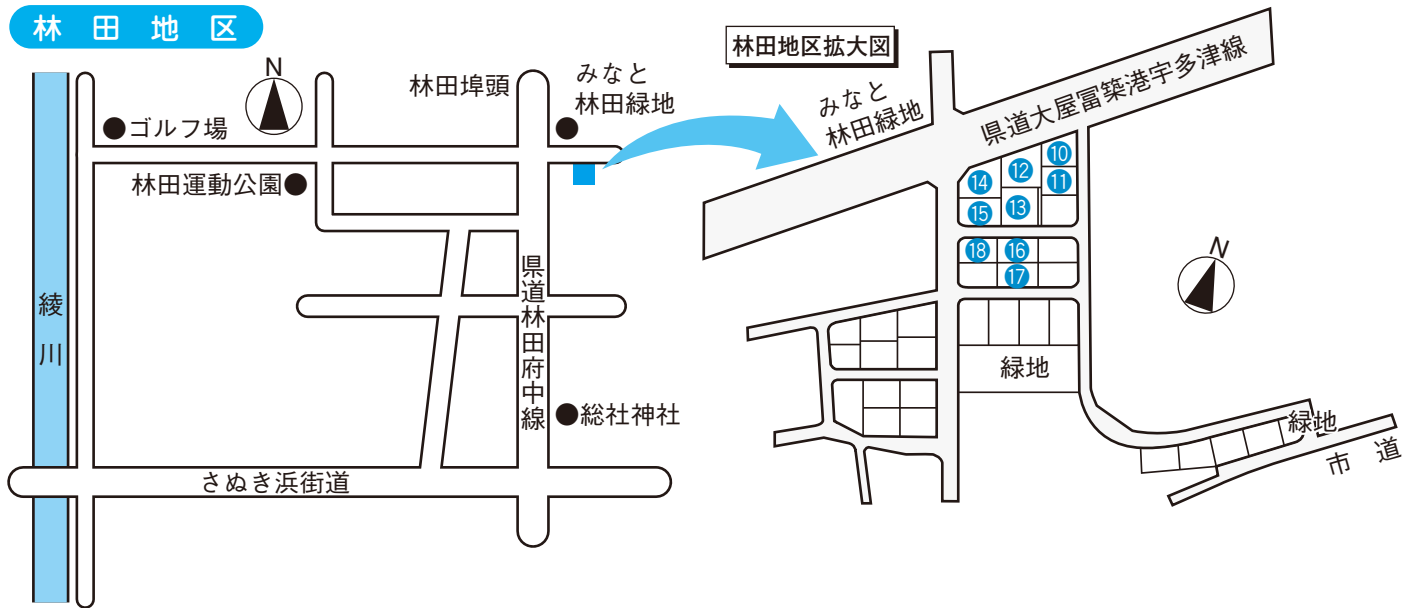 林田地区
N
ゴルフ場
林田埠頭
みなと
林田緑地
林田運動公園
綾川
県道林田府中線
総社神社
さぬき浜街道
林田地区拡大図
みなと
林田緑地
県道大屋冨築港宇多津線
⑩
⑫
⑭
⑪
⑮
⑬
⑱
⑯
⑰
N
緑地
緑地
市道